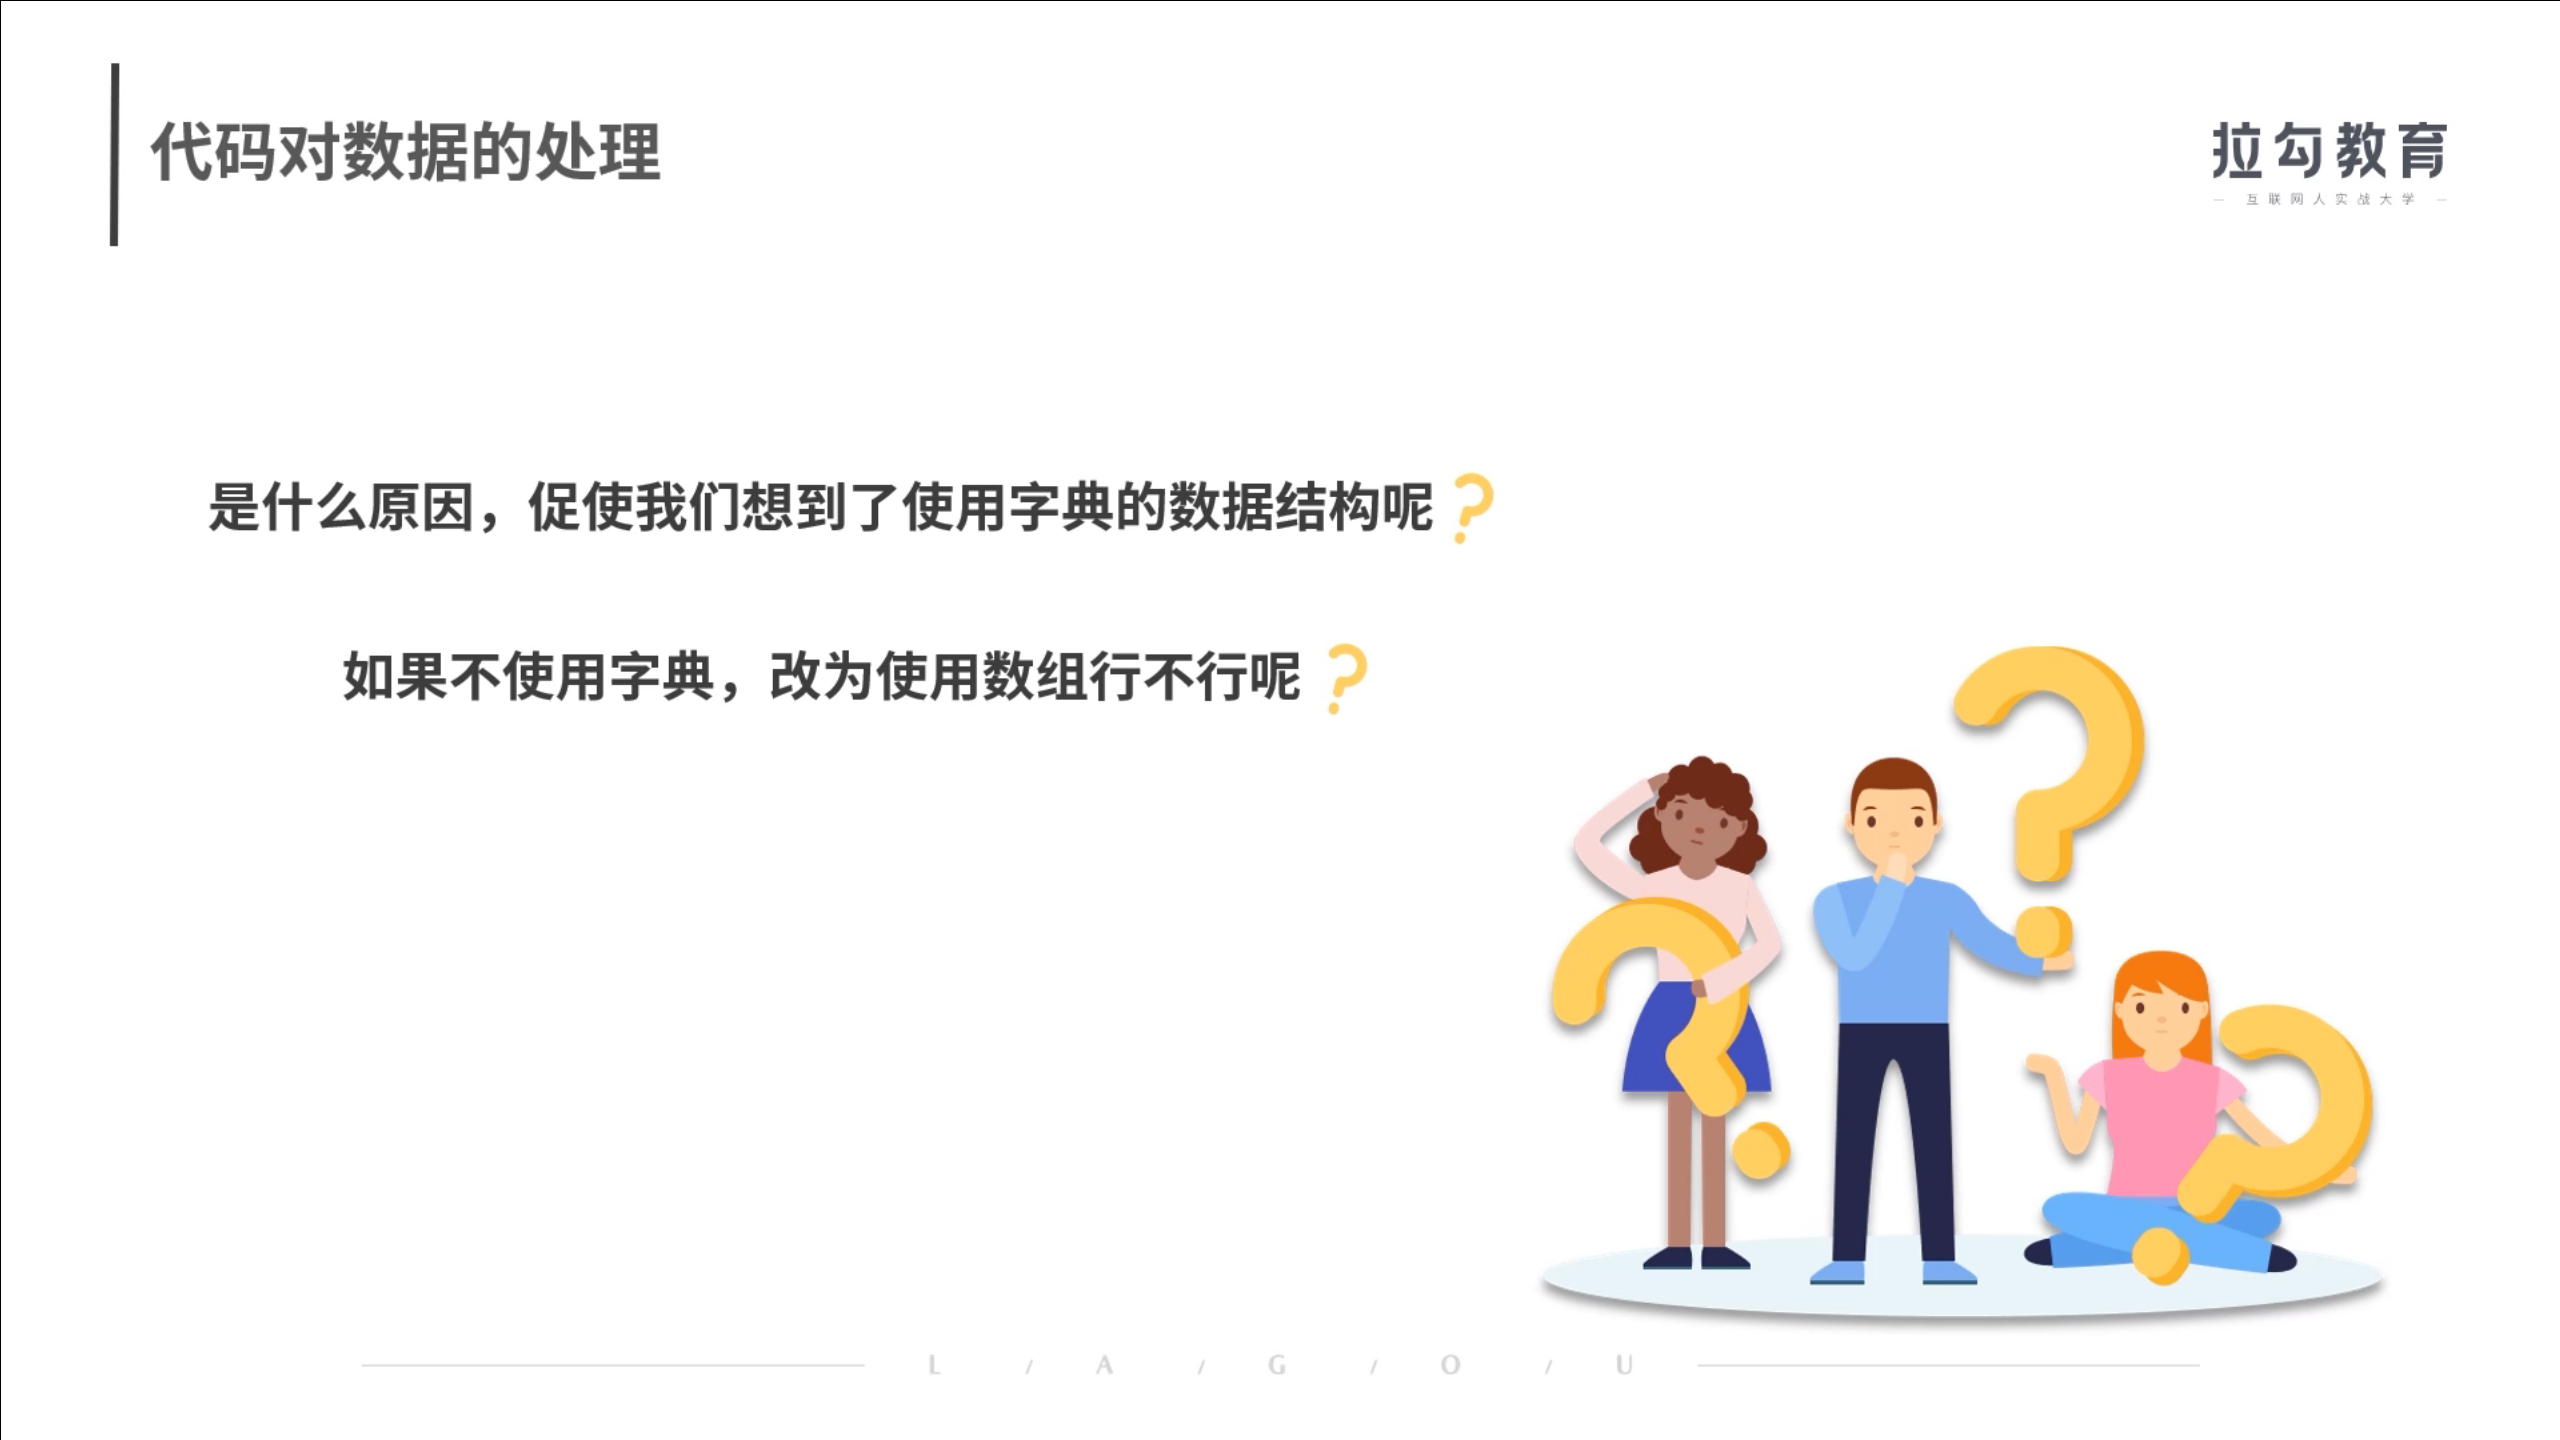 代码对数据的处理
拉勾教育
— 互联网人实战大学 —
是什么原因，促使我们想到了使用字典的数据结构呢?
如果不使用字典，改为使用数组行不行呢?
L / A / G / O / U